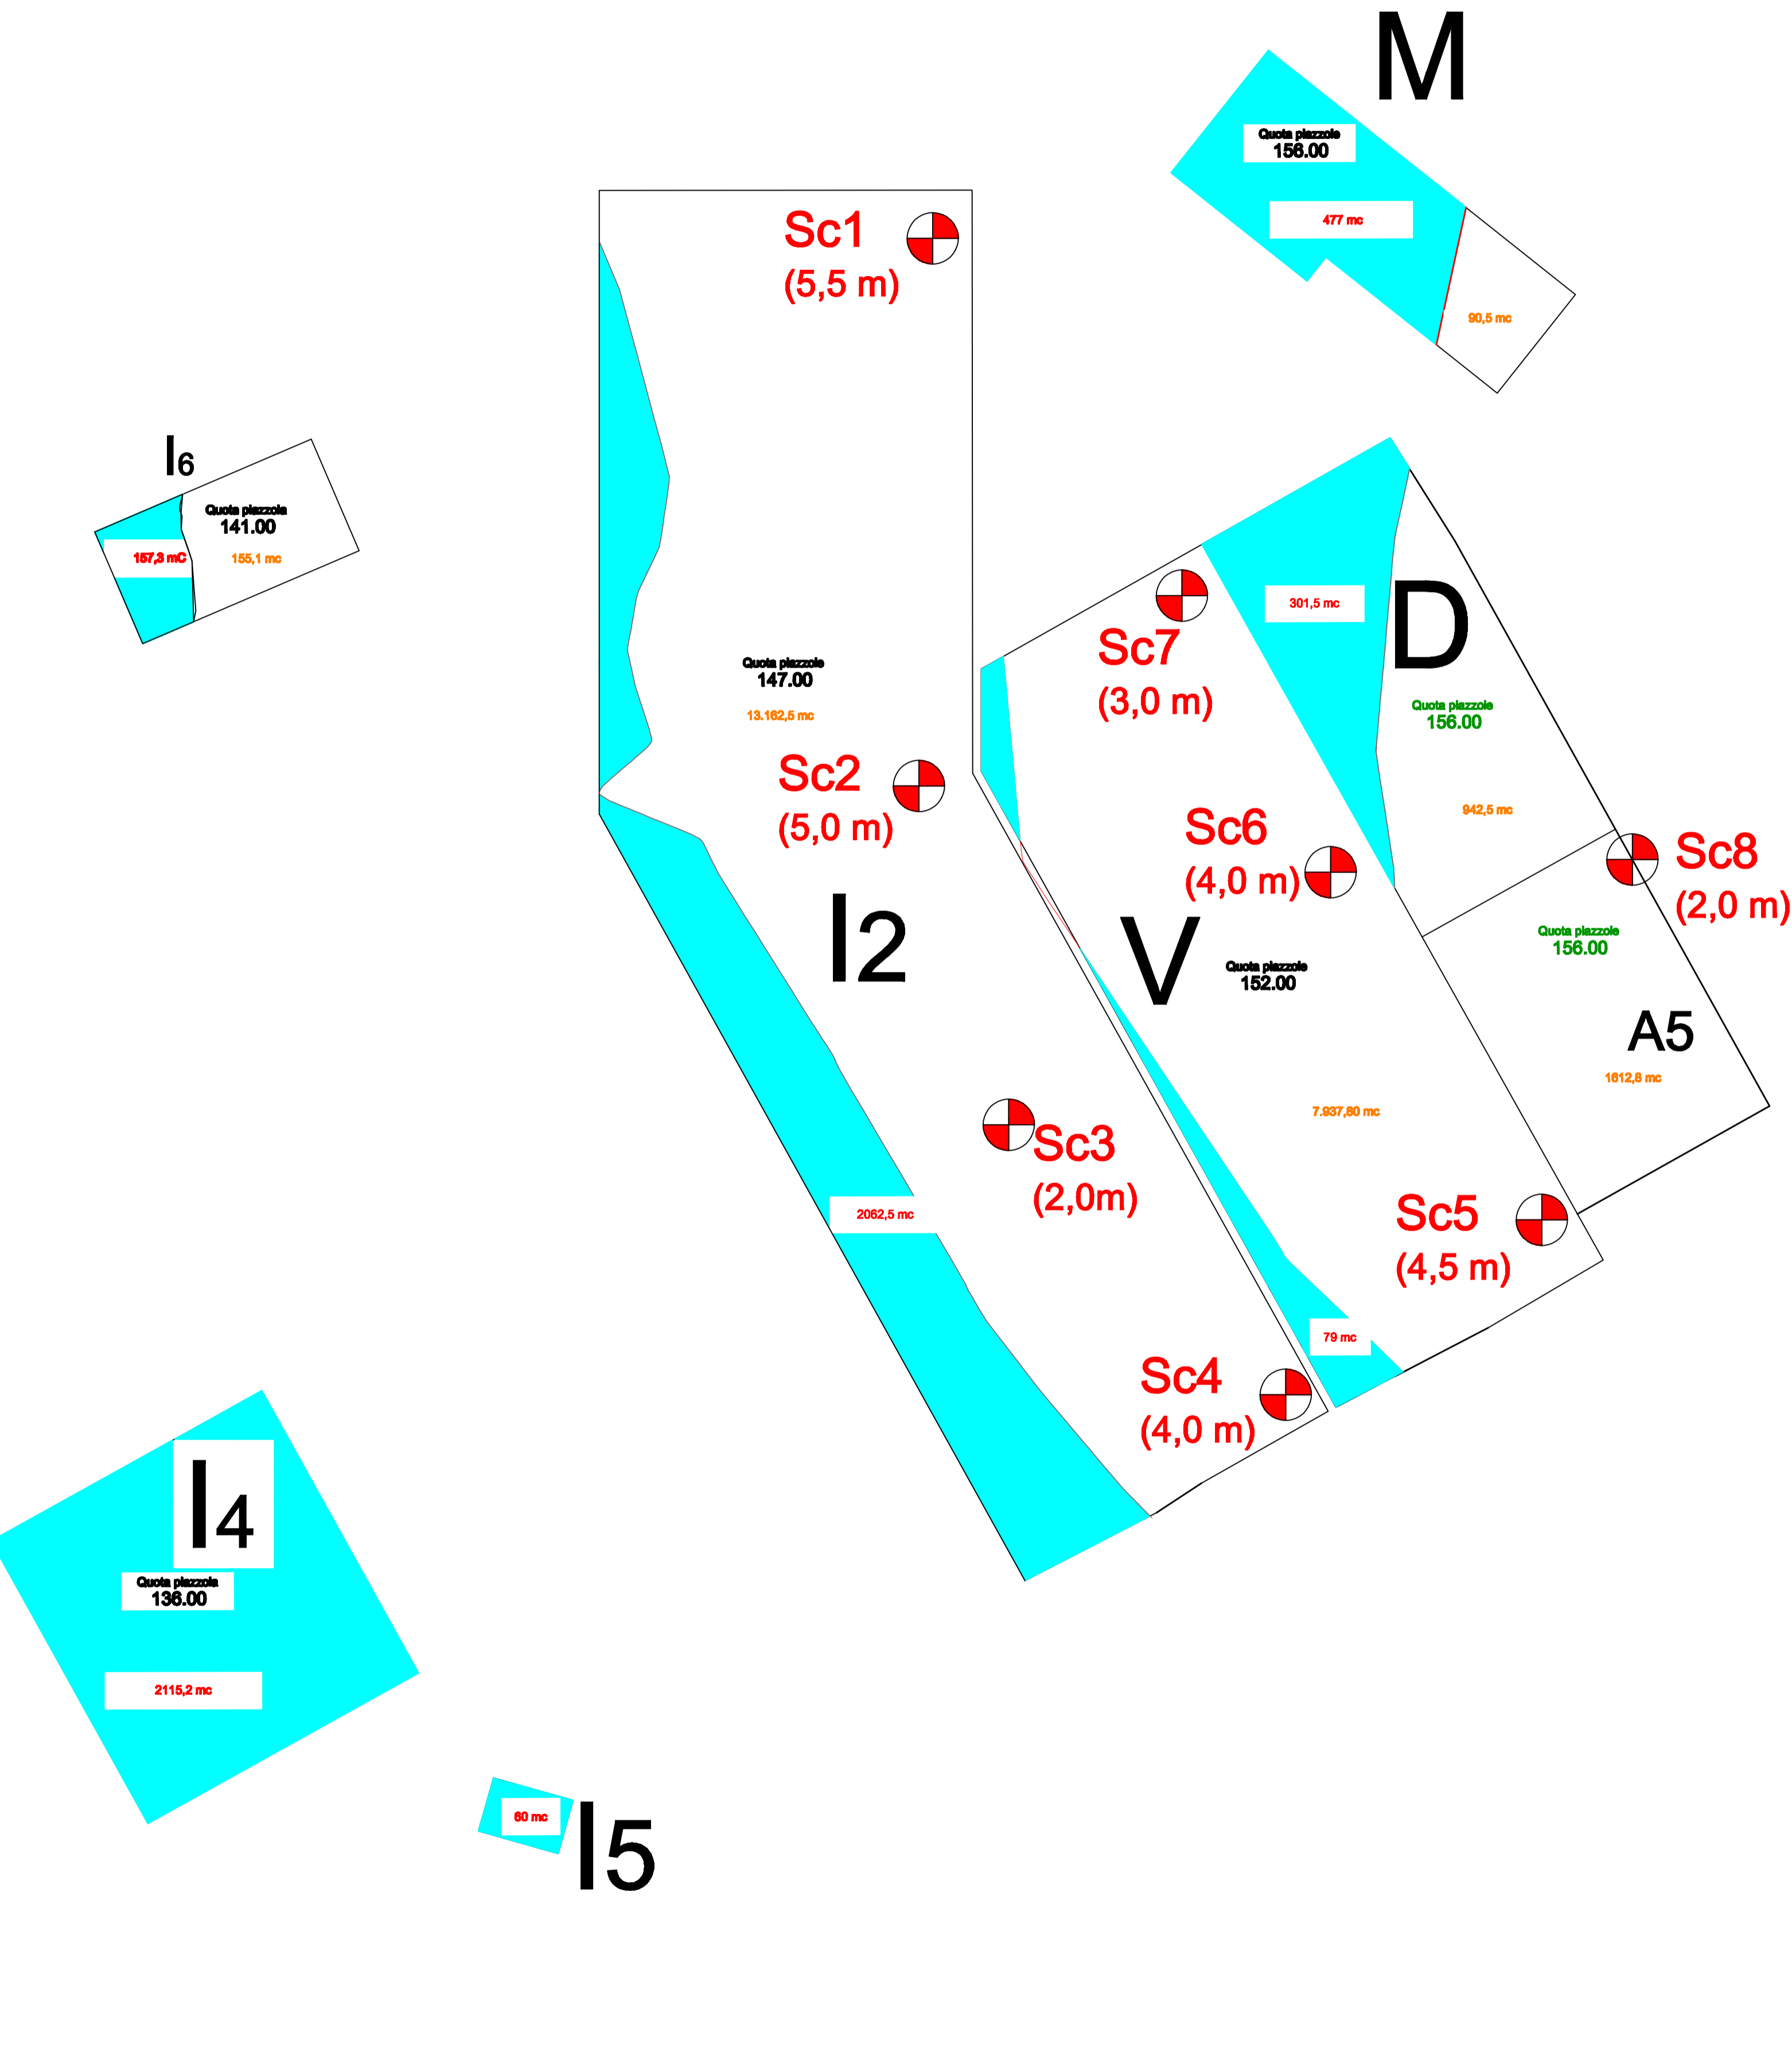 M
Quota piazzole
156.00
477 mc
90,5 mc
Sc1
(5,5 m)
I6
Quota piazzola
141.00
157,3 mC
155,1 mc
Quota piazzole
147.00
13.162,5 mc
Sc2
(5,0 m)
I2
Sc7
(3,0 m)
301,5 mc
D
Quota piazzole
156.00
942,5 mc
Sc6
(4,0 m)
Sc8
(2,0 m)
V
Quota piazzole
152.00
Quota piazzole
156.00
A5
1612,8 mc
7.937,80 mc
Sc3
(2,0m)
2062,5 mc
Sc5
(4,5 m)
79 mc
Sc4
(4,0 m)
I4
Quota piazzola
136.00
2115,2 mc
60 mc
I5